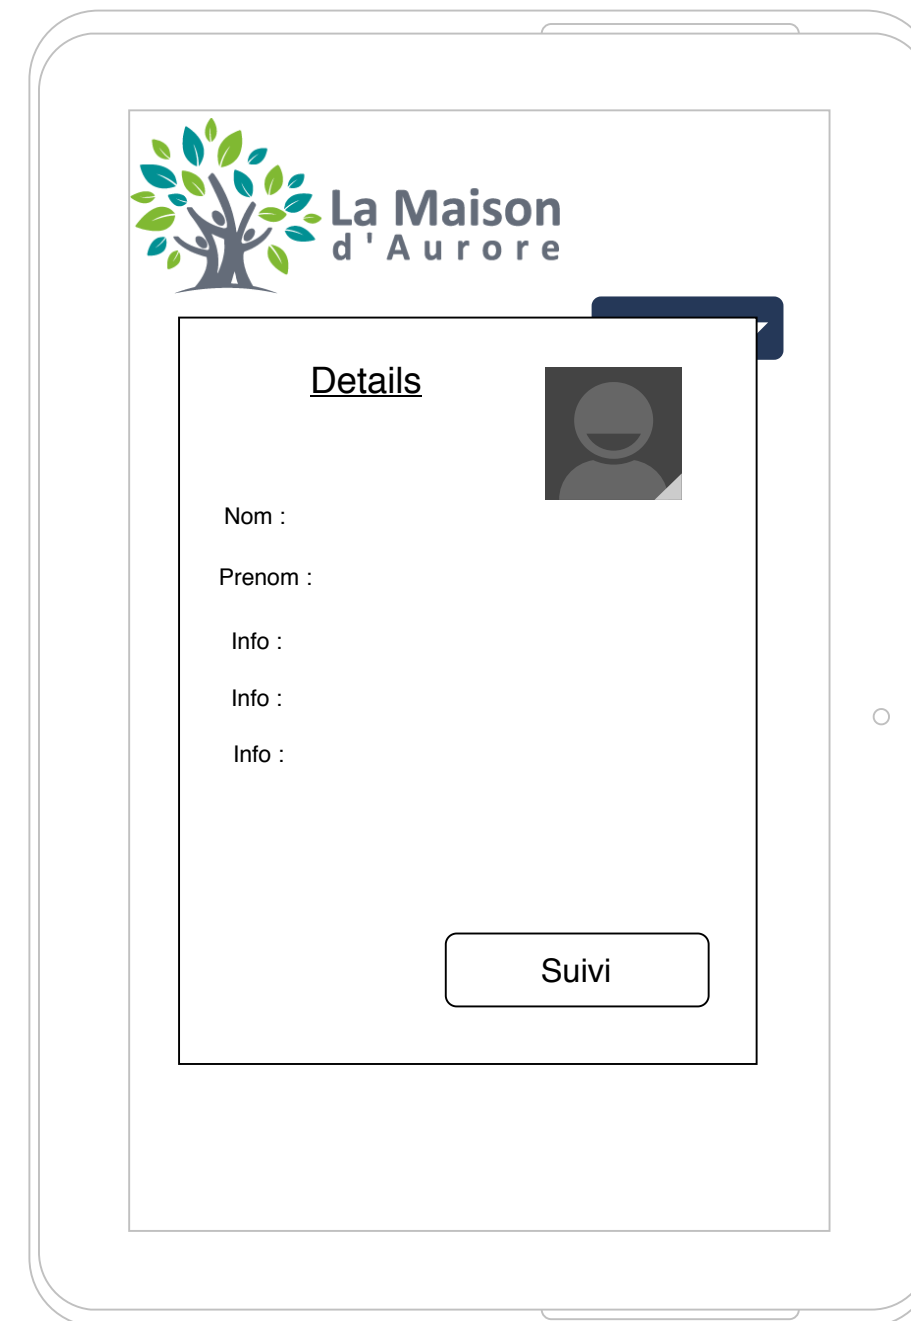 La Maison
d'Aurore
Details
Nom :
Prenom :
Info :
Info :
Info :
Suivi